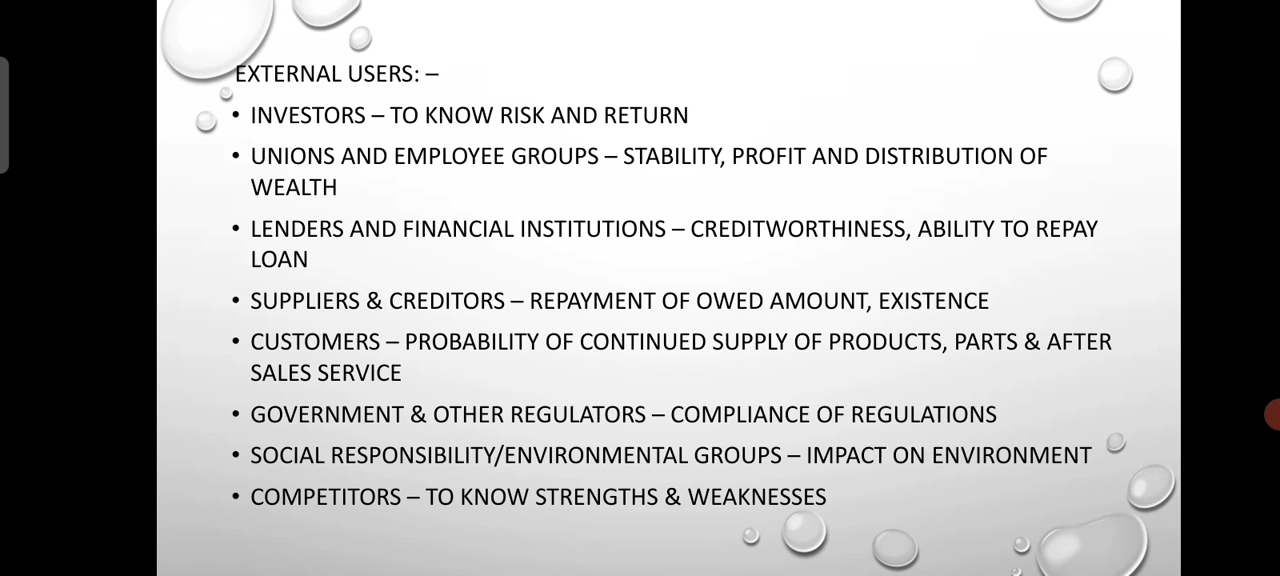 EXTERNAL USERS: –
• INVESTORS – TO KNOW RISK AND RETURN
• UNIONS AND EMPLOYEE GROUPS – STABILITY, PROFIT AND DISTRIBUTION OF
WEALTH
• LENDERS AND FINANCIAL INSTITUTIONS – CREDITWORTHINESS, ABILITY TO REPAY
LOAN
• SUPPLIERS & CREDITORS – REPAYMENT OF OWED AMOUNT, EXISTENCE
• CUSTOMERS – PROBABILITY OF CONTINUED SUPPLY OF PRODUCTS, PARTS & AFTER
SALES SERVICE
• GOVERNMENT & OTHER REGULATORS – COMPLIANCE OF REGULATIONS
• SOCIAL RESPONSIBILITY/ENVIRONMENTAL GROUPS – IMPACT ON ENVIRONMENT
• COMPETITORS – TO KNOW STRENGTHS & WEAKNESSES